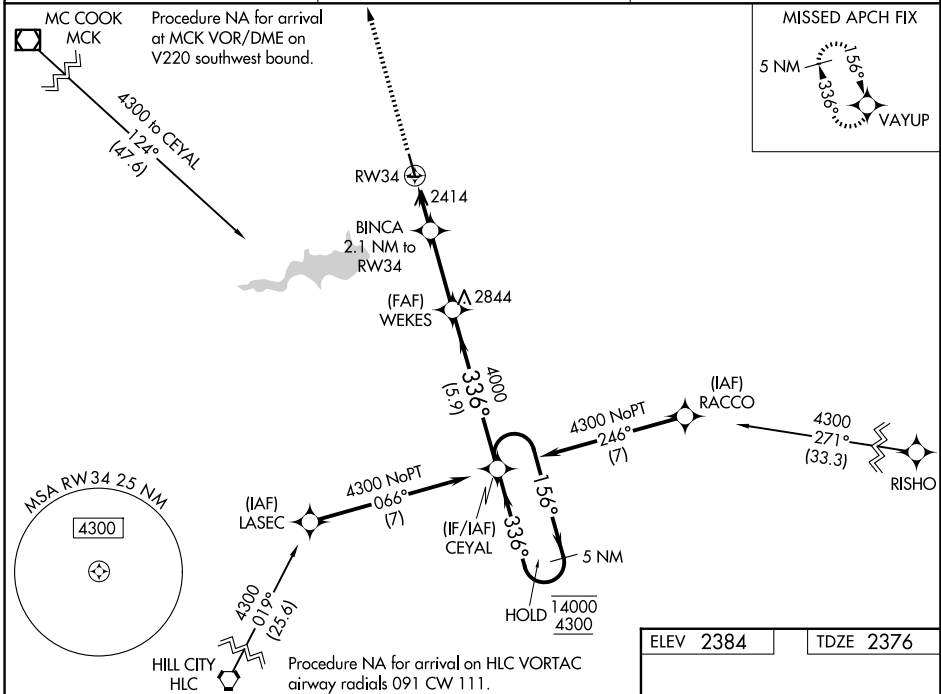 MC COOK
MCK
Procedure NA for arrival
at MCK VOR/DME on
V220 southwest bound.
MISSED APCH FIX
5 NM
156°
336°
VAYUP
4300 to CEYAL
124°
(47.6)
RW34
2414
BINCA
2.1 NM to
RW34
(FAF)
WEKES
2844
4000
336°
(5.9)
(IAF)
RACCO
4300 NoPT
246°
(7)
4300
271°
(33.3)
RISHO
MSA RW34 25 NM
4300
(IAF)
LASEC
4300 NoPT
066°
(7)
(IF/IAF)
CEYAL
156°
336°
5 NM
HOLD
14000
4300
4300
019°
(25.6)
HILL CITY
HLC
Procedure NA for arrival on HLC VORTAC
airway radials 091 CW 111.
ELEV 2384
TDZE 2376